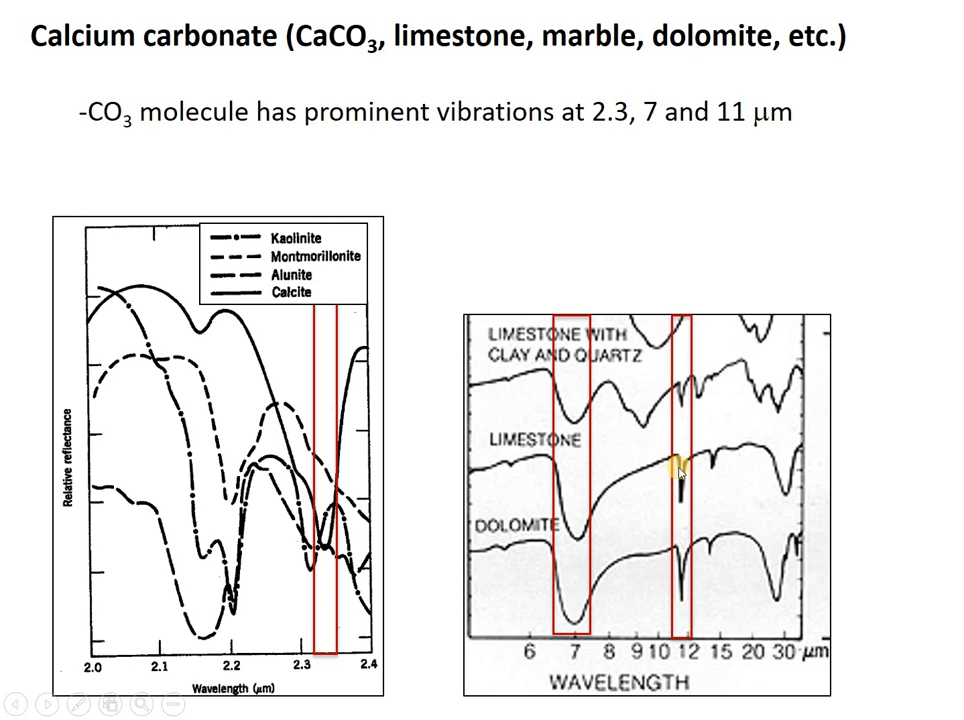 Calcium carbonate (CaCO₃, limestone, marble, dolomite, etc.)
-CO₃ molecule has prominent vibrations at 2.3, 7 and 11 μm
Kaolinite
Montmorillonite
Alunite
Calcite
Relative reflectance
2.0 2.1 2.2 2.3 2.4
Wavelength (μm)
LIMESTONE WITH
CLAY AND QUARTZ
LIMESTONE
DOLOMITE
6 7 8 9 10 12 15 20 30 μm
WAVELENGTH